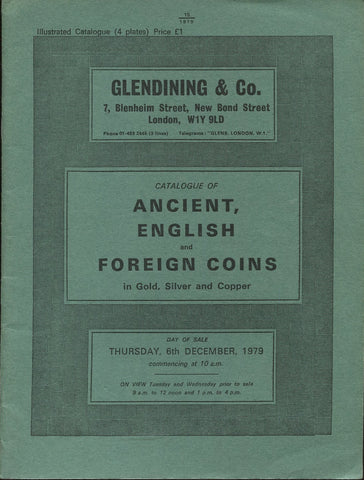 15
1979
Illustrated Catalogue (4 plates) Price £1
GLENDINING & Co.
7, Blenheim Street, New Bond Street
London, W1Y 9LD
Phone 01-493 2445 (3 lines) Telegrams: "GLENS, LONDON, W.1."
CATALOGUE OF
ANCIENT,
ENGLISH
and
FOREIGN COINS
in Gold, Silver and Copper
DAY OF SALE
THURSDAY, 6th DECEMBER, 1979
commencing at 10 a.m.
ON VIEW Tuesday and Wednesday prior to sale
9 a.m. to 12 noon and 1 p.m. to 4 p.m.